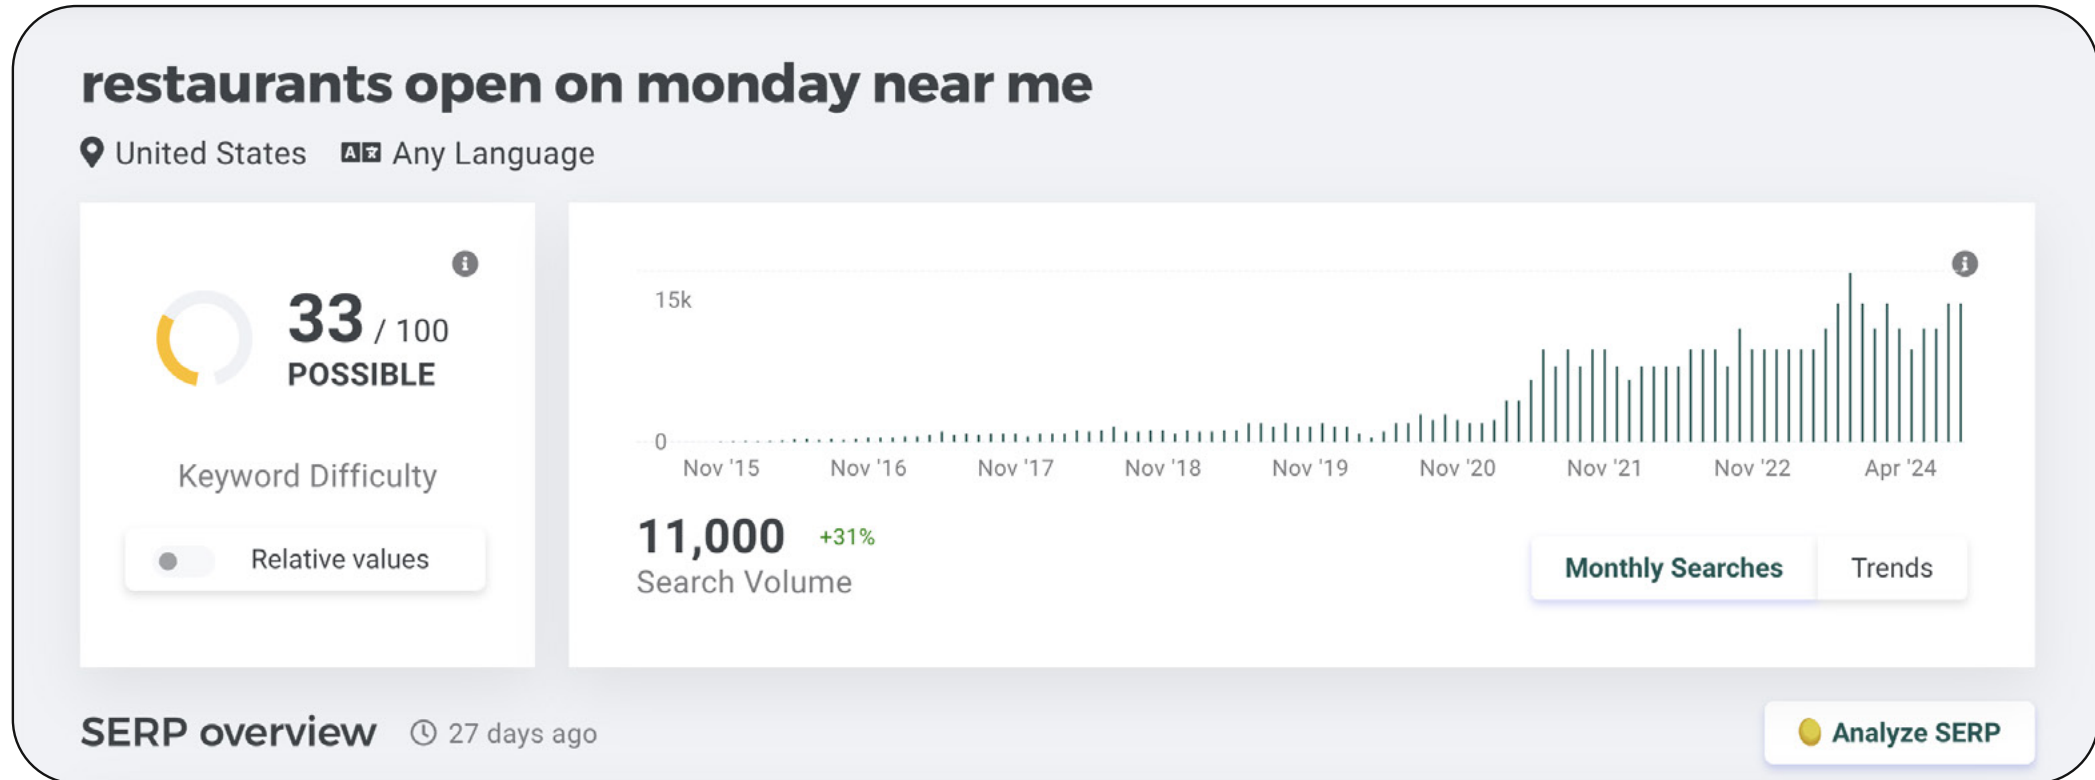 restaurants open on monday near me
United States Any Language
33 / 100
POSSIBLE
Keyword Difficulty
Relative values
15k
0
Nov '15 Nov '16 Nov '17 Nov '18 Nov '19 Nov '20 Nov '21 Nov '22 Apr '24
11,000 +31%
Search Volume
Monthly Searches Trends
SERP overview 27 days ago
Analyze SERP